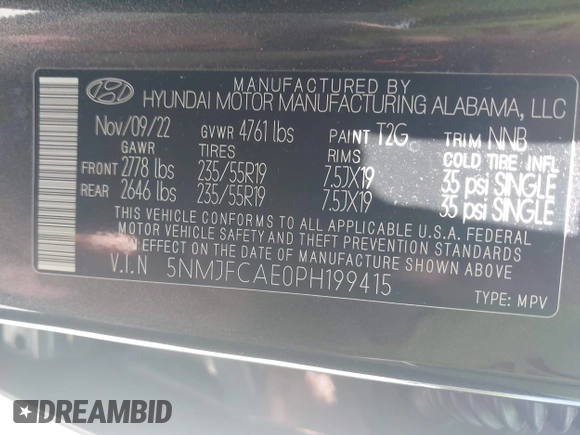 MANUFACTURED BY
HYUNDAI MOTOR MANUFACTURING ALABAMA, LLC
Nov/09/22 GVWR 4761 lbs PAINT T2G TRIM NNB
GAWR TIRES RIMS COLD TIRE INFL
FRONT 2778 lbs 235/55R19 7.5JX19 35 psi SINGLE
REAR 2646 lbs 235/55R19 7.5JX19 35 psi SINGLE
THIS VEHICLE CONFORMS TO ALL APPLICABLE U.S.A. FEDERAL
MOTOR VEHICLE SAFETY AND THEFT PREVENTION STANDARDS
IN EFFECT ON THE DATE OF MANUFACTURE SHOWN ABOVE.
V.I.N 5NMJFCAE0PH199415
TYPE: MPV
DREAMBID